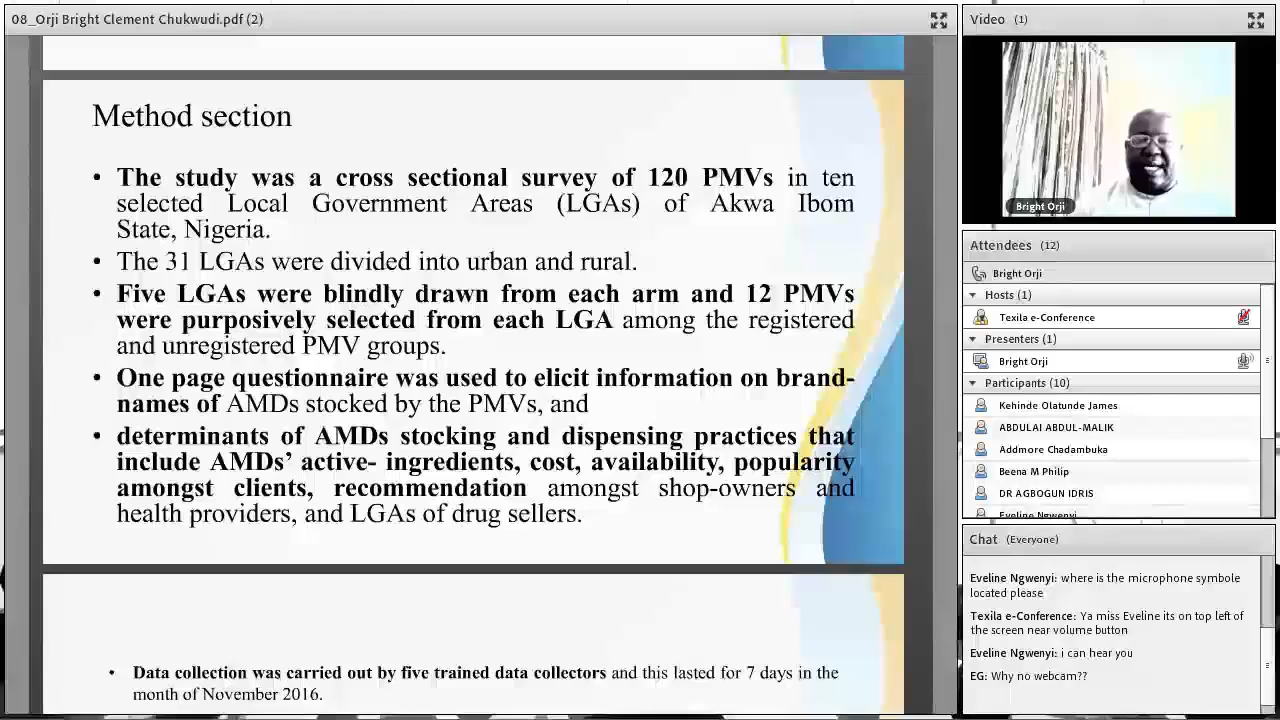 08_Orji Bright Clement Chukwudi.pdf (2)
Method section
• The study was a cross sectional survey of 120 PMVs in ten
selected Local Government Areas (LGAs) of Akwa Ibom
State, Nigeria.
• The 31 LGAs were divided into urban and rural.
• Five LGAs were blindly drawn from each arm and 12 PMVs
were purposively selected from each LGA among the registered
and unregistered PMV groups.
• One page questionnaire was used to elicit information on brand-
names of AMDs stocked by the PMVs, and
• determinants of AMDs stocking and dispensing practices that
include AMDs’ active- ingredients, cost, availability, popularity
amongst clients, recommendation amongst shop-owners and
health providers, and LGAs of drug sellers.
• Data collection was carried out by five trained data collectors and this lasted for 7 days in the
month of November 2016.
Video (1)
Bright Orji
Attendees (12)
Bright Orji
Hosts (1)
Texila e-Conference
Presenters (1)
Bright Orji
Participants (10)
Kehinde Olatunde James
ABDULAI ABDUL-MALIK
Addmore Chadambuka
Beena M Philip
DR AGBOGUN IDRIS
Eveline Ngwenyi
Chat (Everyone)
Eveline Ngwenyi: where is the microphone symbole
located please
Texila e-Conference: Ya miss Eveline its on top left of
the screen near volume button
Eveline Ngwenyi: i can hear you
EG: Why no webcam??